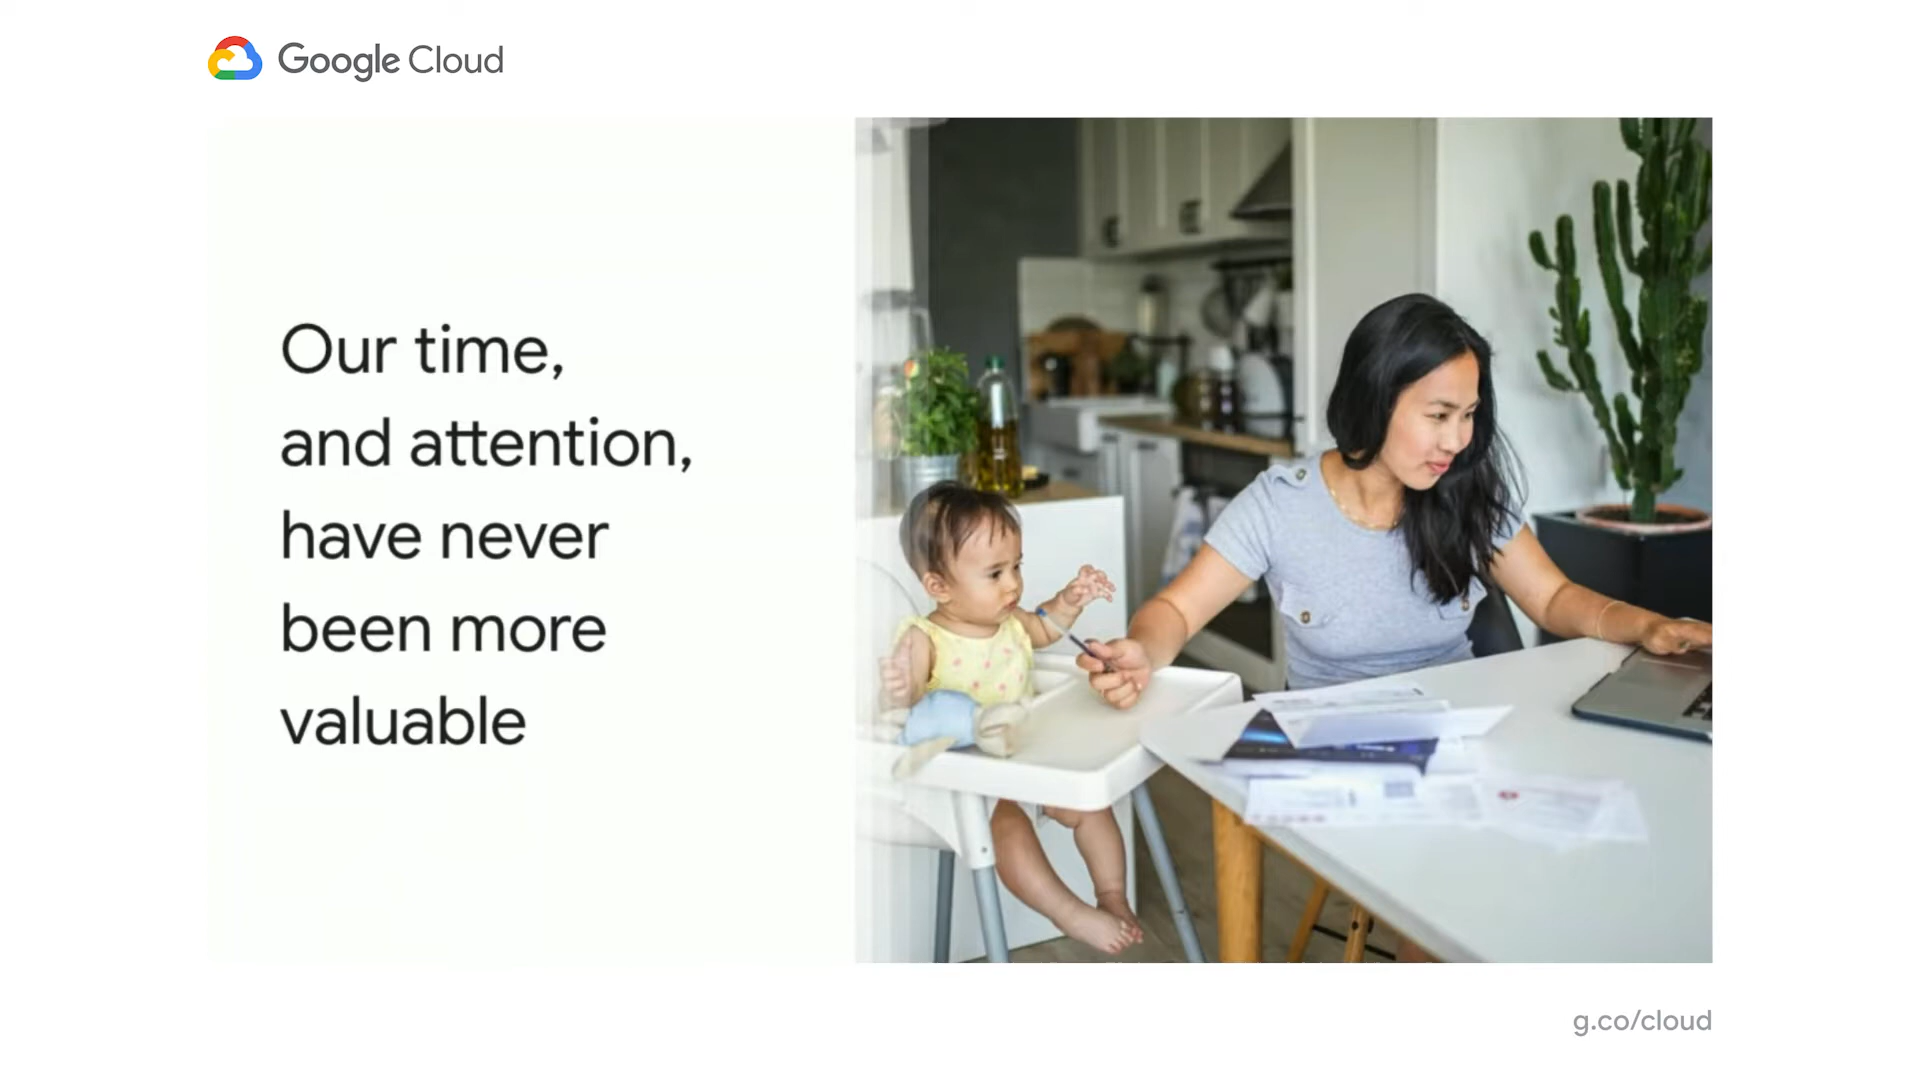 Google Cloud
Our time,
and attention,
have never
been more
valuable
g.co/cloud